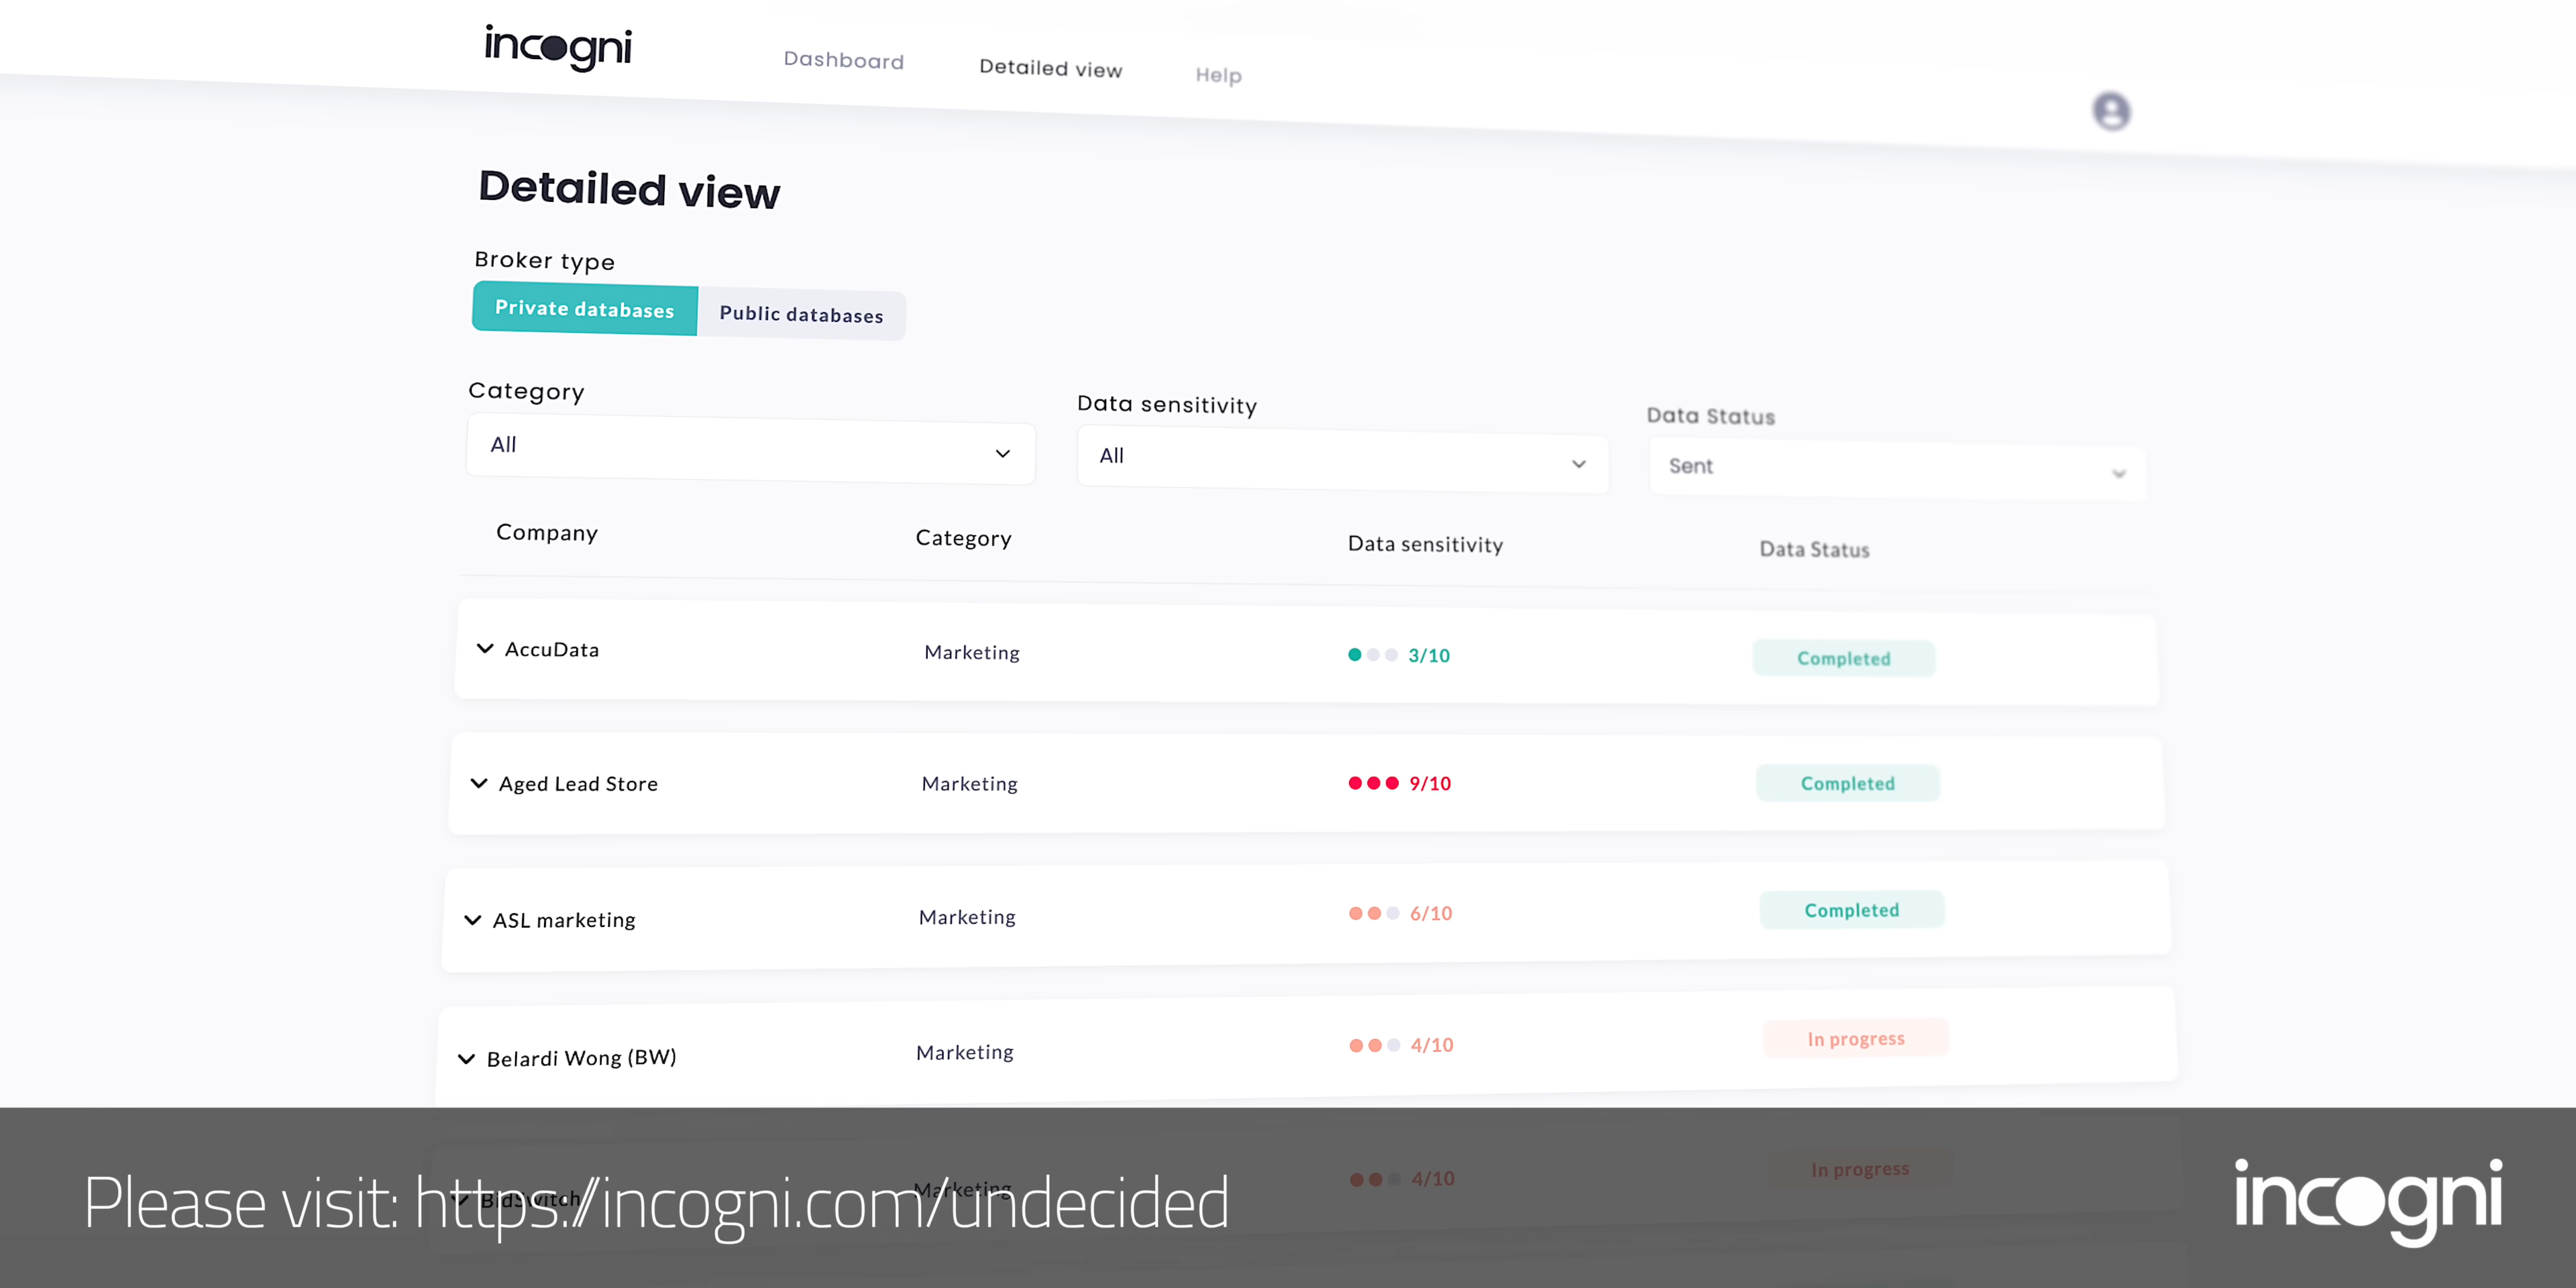 incogni
Dashboard
Detailed view
Help
Detailed view
Broker type
Private databases
Public databases
Category
Data sensitivity
Data Status
All
All
Sent
Company
Category
Data sensitivity
Data Status
AccuData
Marketing
3/10
Completed
Aged Lead Store
Marketing
9/10
Completed
ASL marketing
Marketing
6/10
Completed
Belardi Wong (BW)
Marketing
4/10
In progress
BidSwitch
Marketing
4/10
In progress
Please visit: https://incogni.com/undecided
incogni